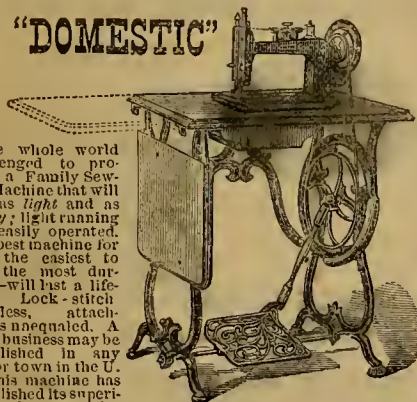 "DOMESTIC"
e whole world
enged to pro-
a Family Sew-
Machine that will
as light and as
y; light running
easily operated.
best machine for
the easiest to
the most dur-
—will last a life-
Lock-stitch
less, attach-
s unequaled. A
business may be
lished in any
or town in the U.
his machine has
lished its superi-